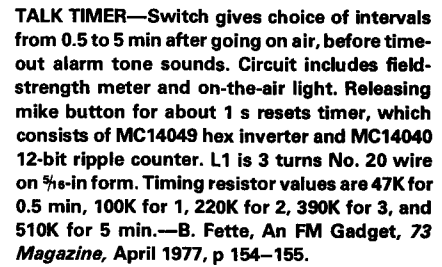 TALK TIMER—Switch gives choice of intervals
from 0.5 to 5 min after going on air, before time-
out alarm tone sounds. Circuit includes field-
strength meter and on-the-air light. Releasing
mike button for about 1 s resets timer, which
consists of MC14049 hex inverter and MC14040
12-bit ripple counter. L1 is 3 turns No. 20 wire
on 5/16-in form. Timing resistor values are 47K for
0.5 min, 100K for 1, 220K for 2, 390K for 3, and
510K for 5 min.—B. Fette, An FM Gadget, 73
Magazine, April 1977, p 154–155.